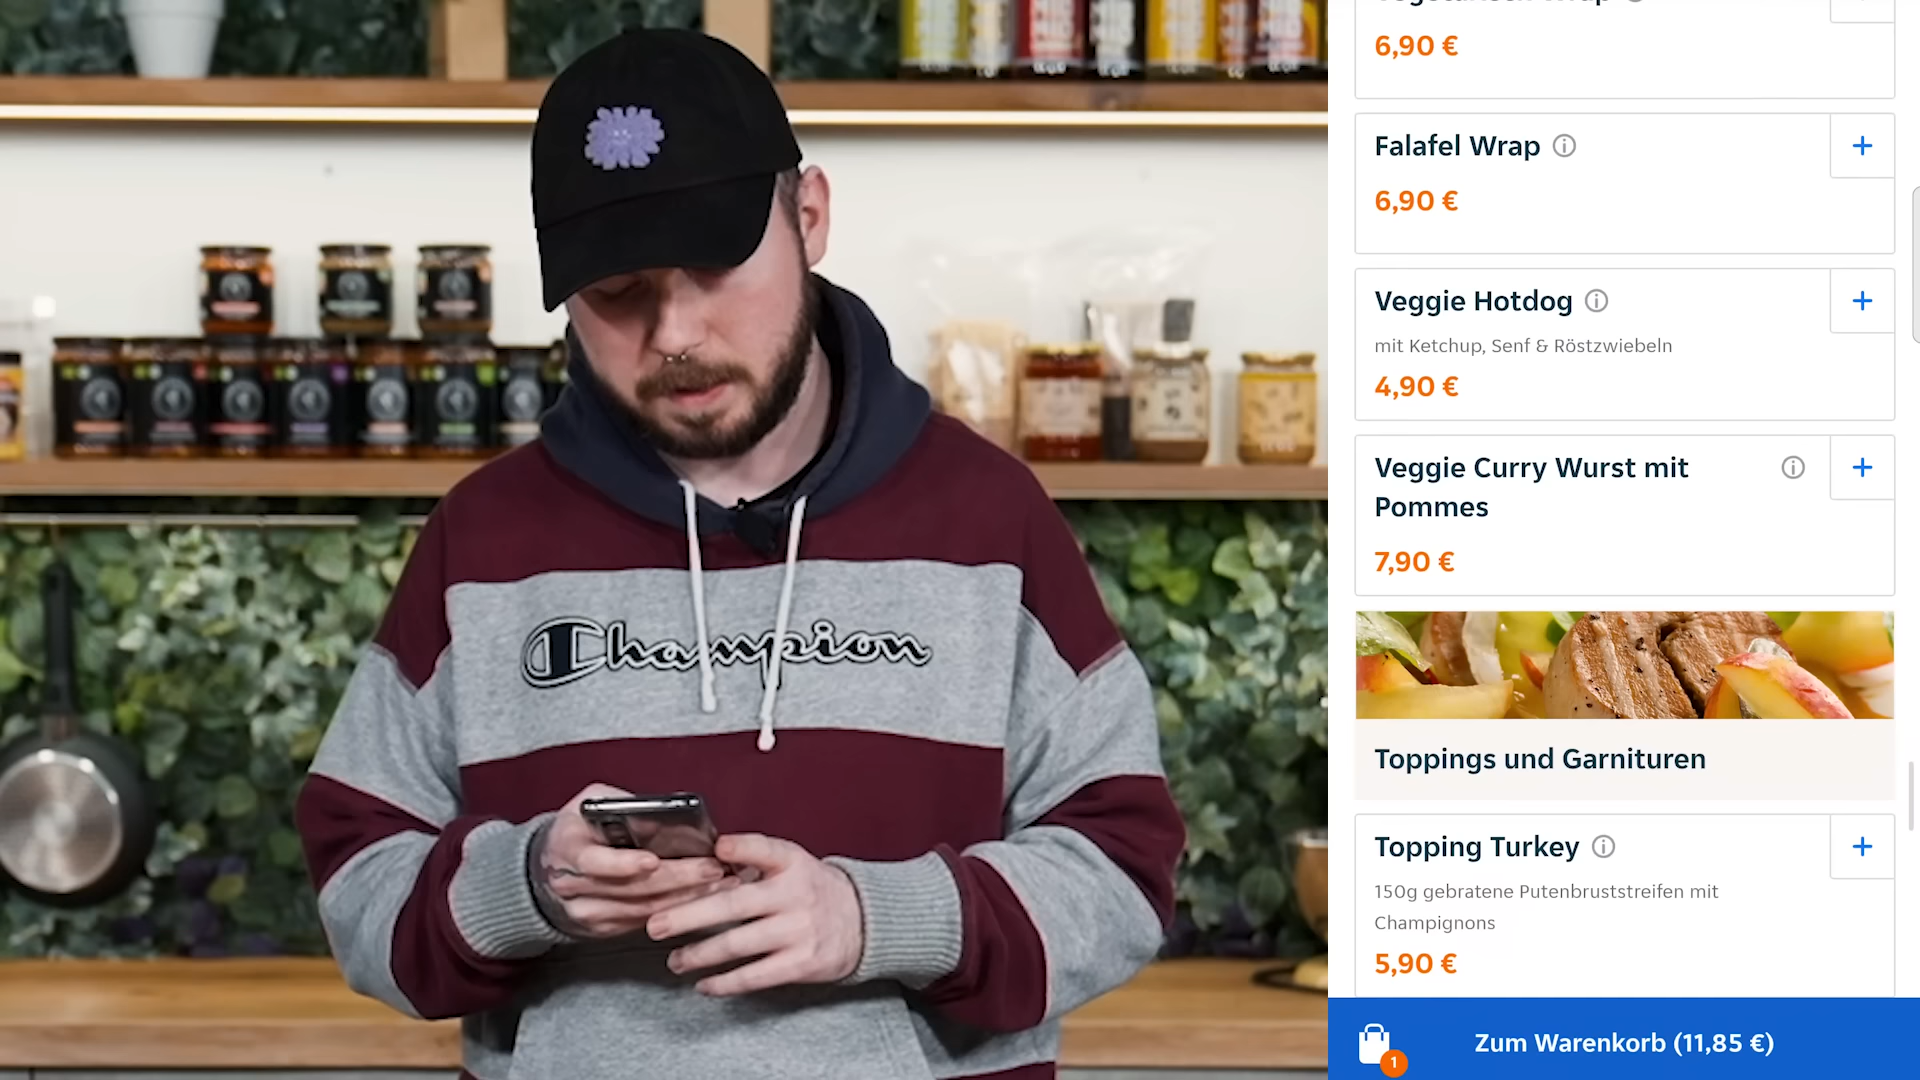 Champion
6,90 €
Falafel Wrap
6,90 €
Veggie Hotdog
mit Ketchup, Senf & Röstzwiebeln
4,90 €
Veggie Curry Wurst mit
Pommes
7,90 €
Toppings und Garnituren
Topping Turkey
150g gebratene Putenbruststreifen mit
Champignons
5,90 €
1
Zum Warenkorb (11,85 €)